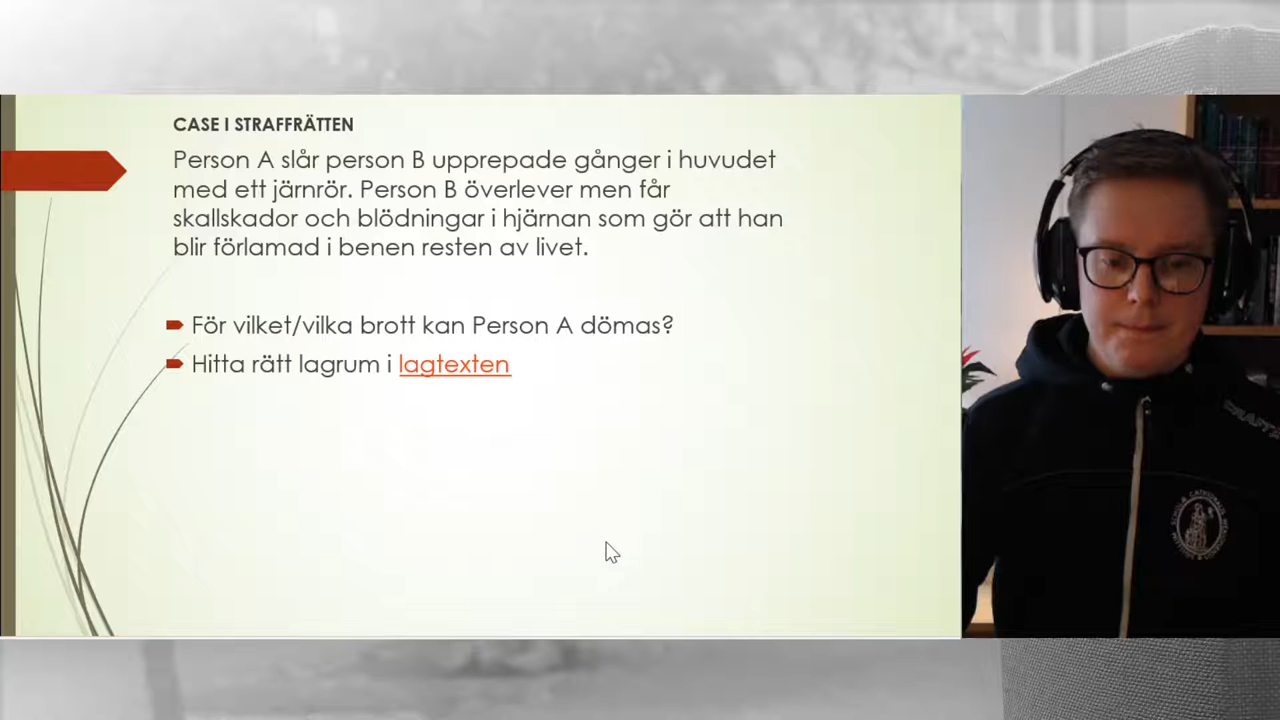 CASE I STRAFFRÄTTEN
Person A slår person B upprepade gånger i huvudet
med ett järnrör. Person B överlever men får
skallskador och blödningar i hjärnan som gör att han
blir förlamad i benen resten av livet.
För vilket/vilka brott kan Person A dömas?
Hitta rätt lagrum i lagtexten
CRAFT